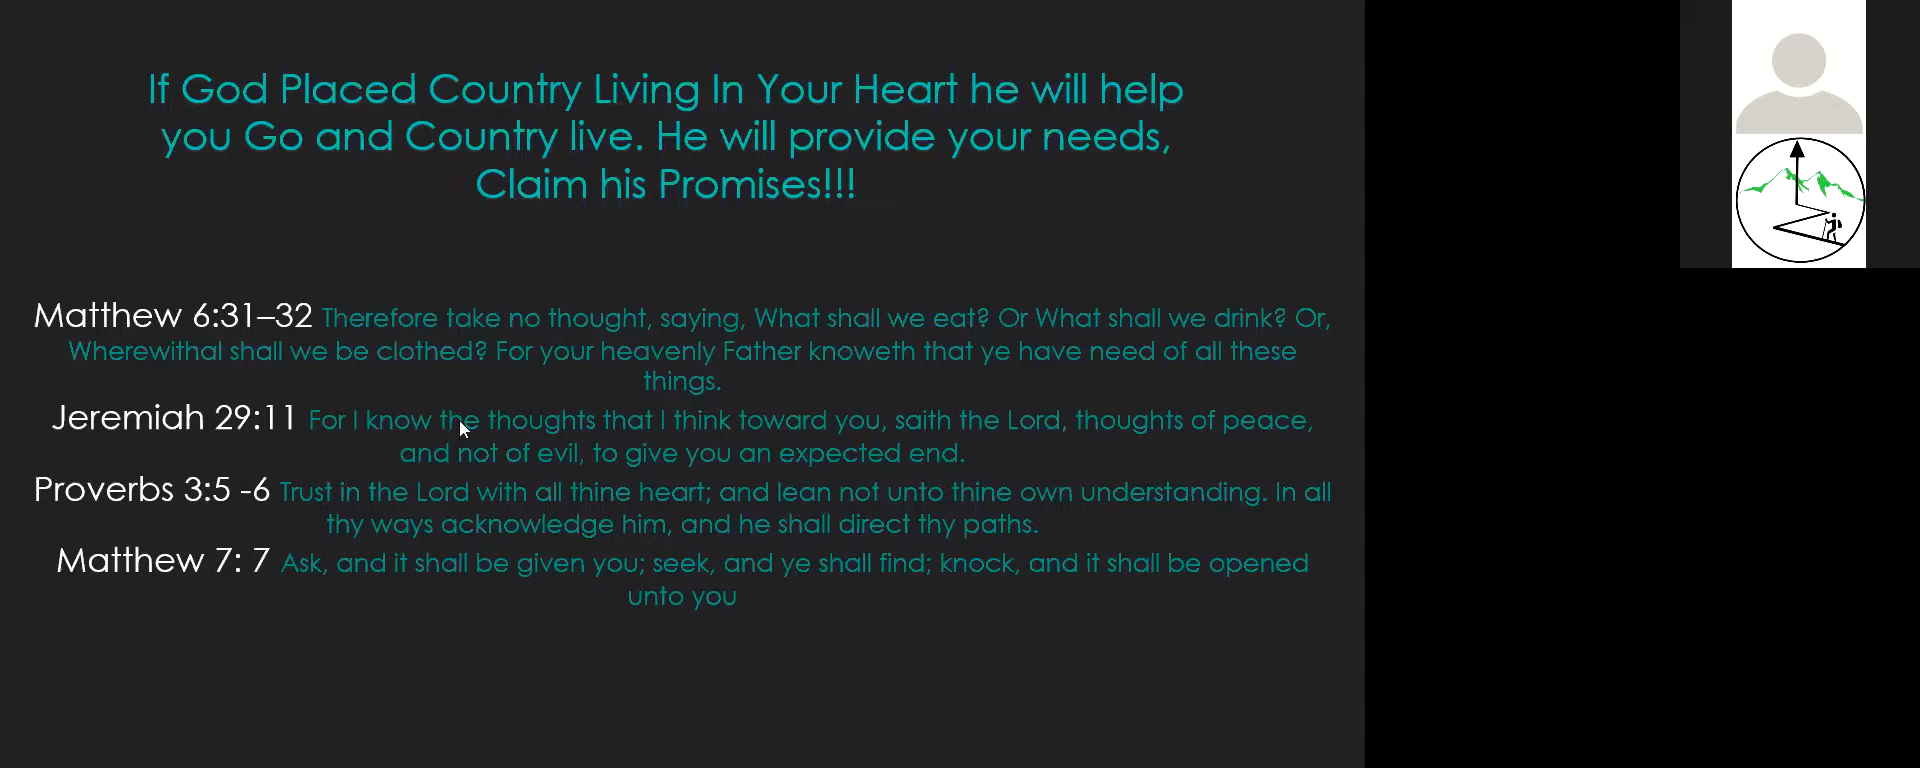 If God Placed Country Living In Your Heart he will help
you Go and Country live. He will provide your needs,
Claim his Promises!!!
Matthew 6:31–32 Therefore take no thought, saying, What shall we eat? Or What shall we drink? Or,
Wherewithal shall we be clothed? For your heavenly Father knoweth that ye have need of all these
things.
Jeremiah 29:11 For I know the thoughts that I think toward you, saith the Lord, thoughts of peace,
and not of evil, to give you an expected end.
Proverbs 3:5 -6 Trust in the Lord with all thine heart; and lean not unto thine own understanding. In all
thy ways acknowledge him, and he shall direct thy paths.
Matthew 7: 7 Ask, and it shall be given you; seek, and ye shall find; knock, and it shall be opened
unto you